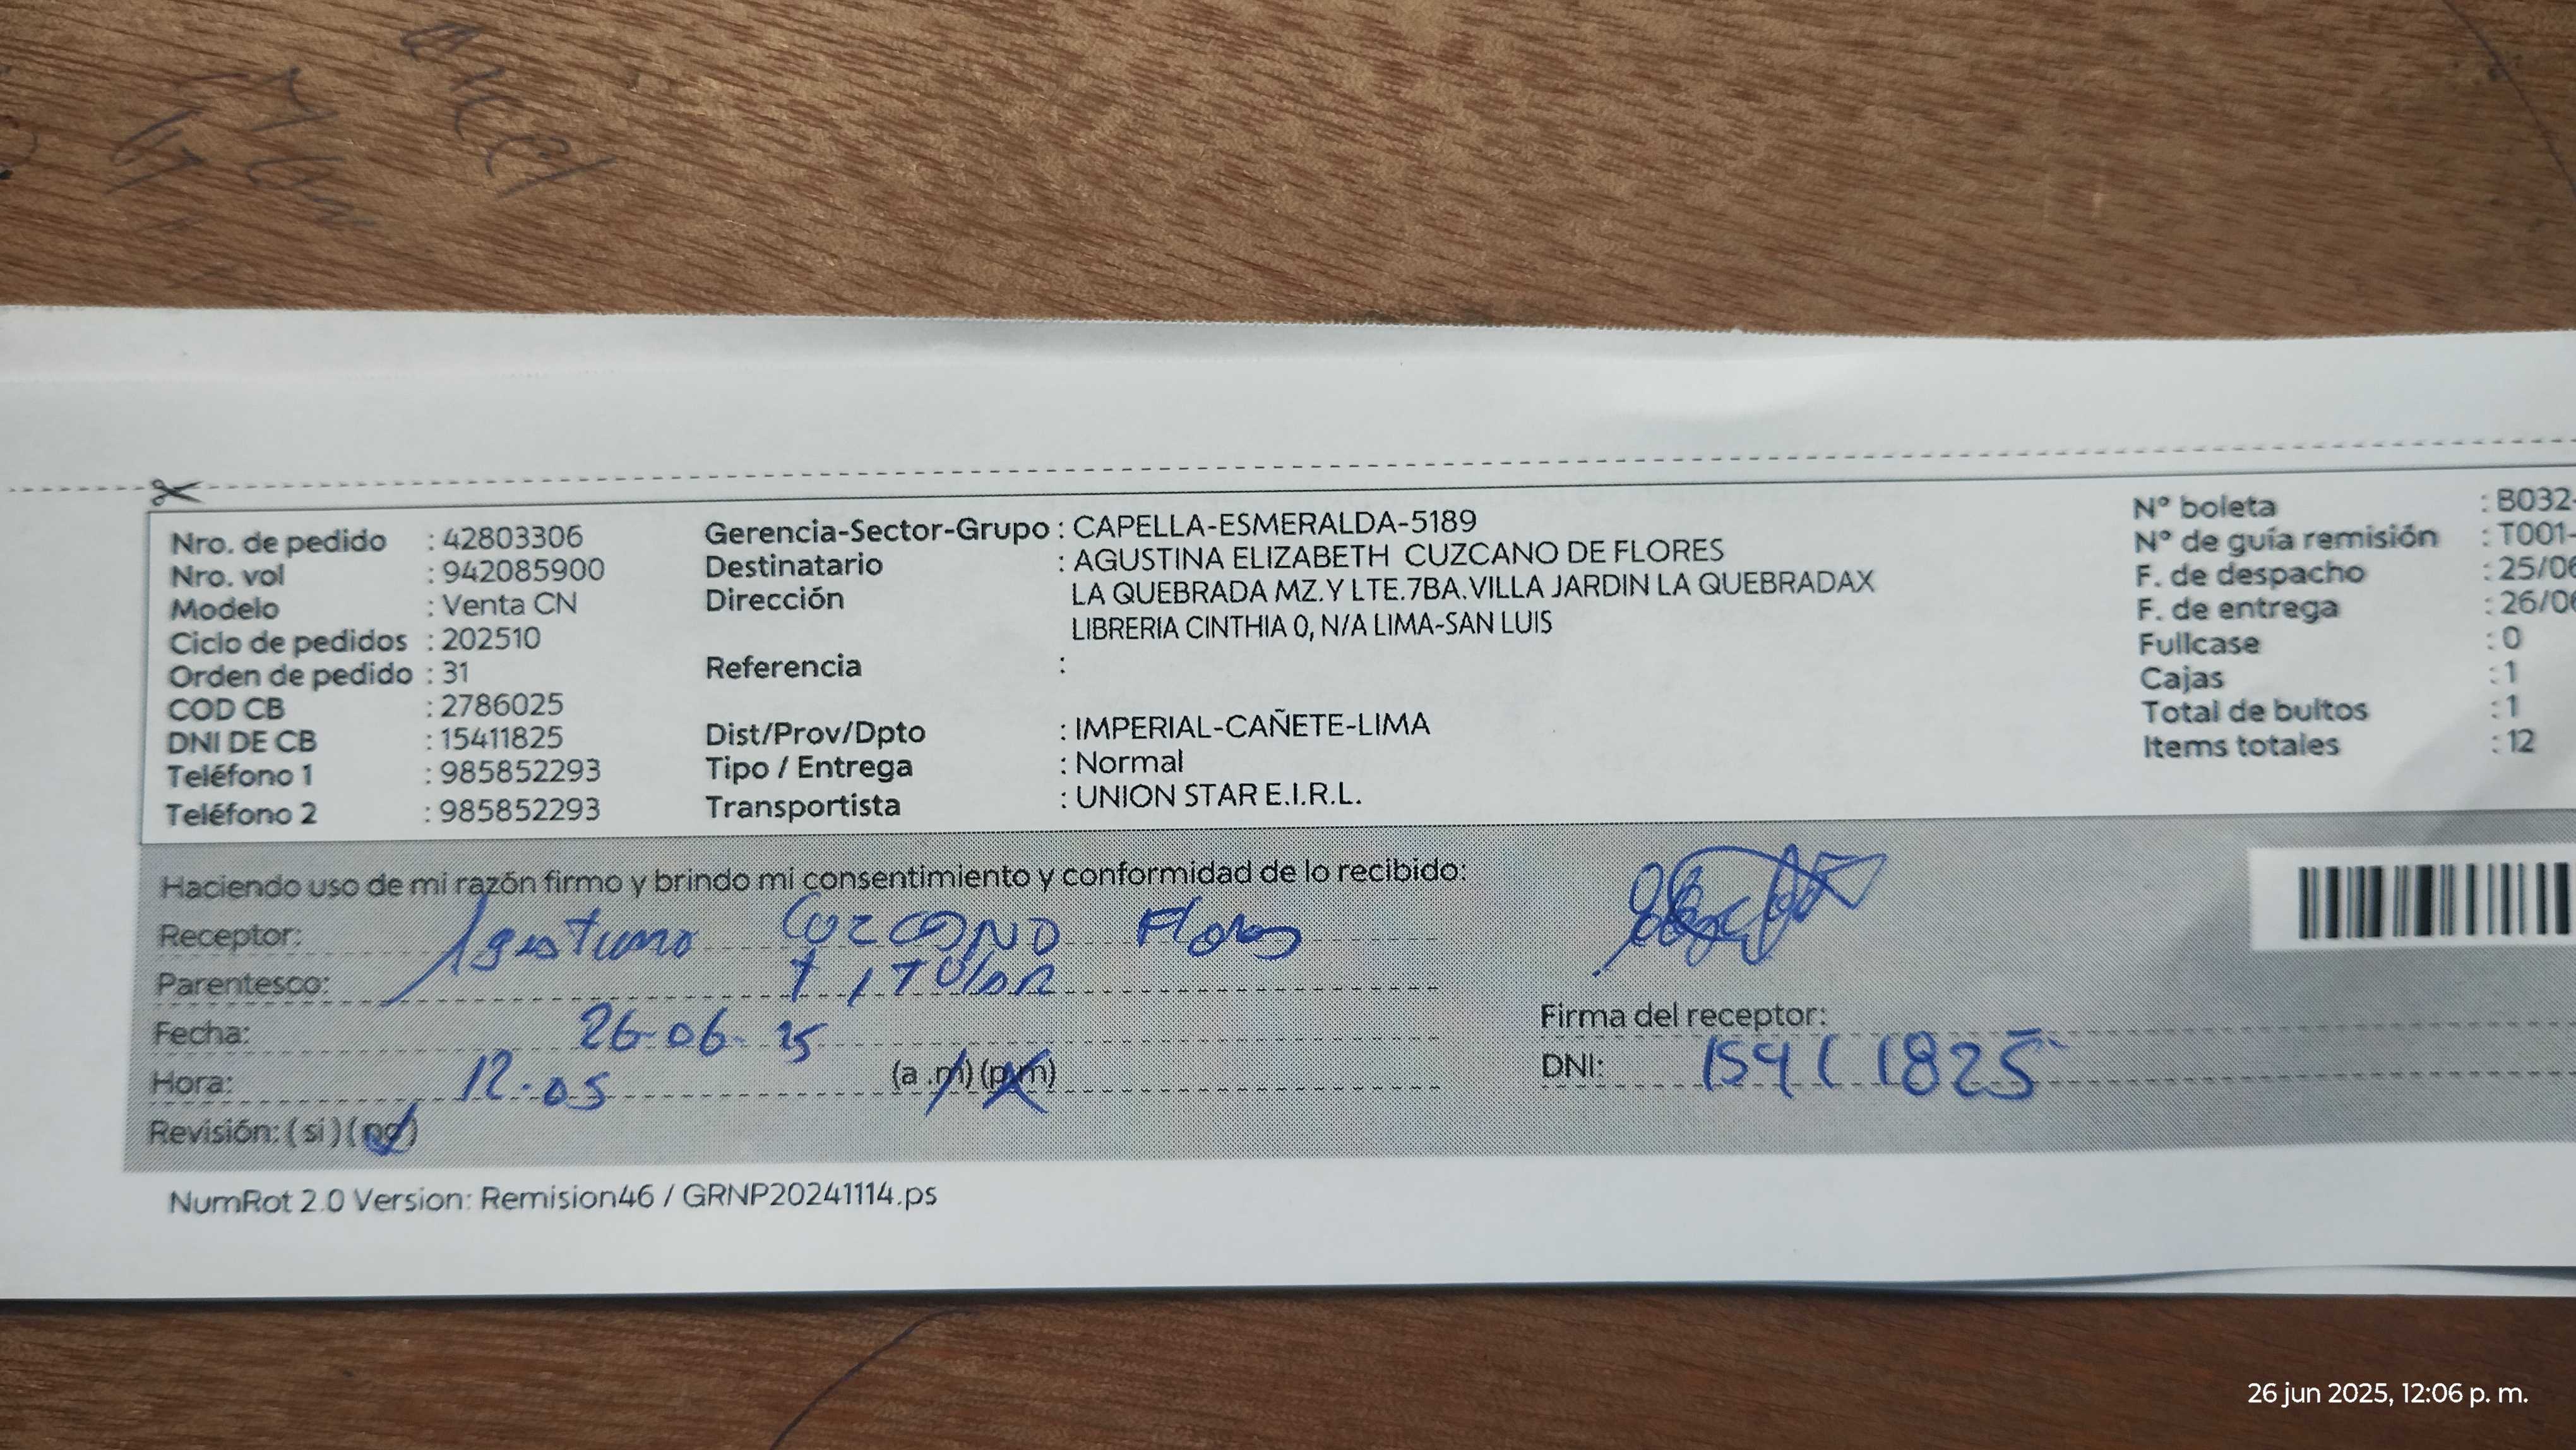 Nro. de pedido : 42803306
Nro. vol : 942085900
Modelo : Venta CN
Ciclo de pedidos : 202510
Orden de pedido : 31
COD CB : 2786025
DNI DE CB : 15411825
Teléfono 1 : 985852293
Teléfono 2 : 985852293
Gerencia-Sector-Grupo : CAPELLA-ESMERALDA-5189
Destinatario : AGUSTINA ELIZABETH CUZCANO DE FLORES
Dirección LA QUEBRADA MZ.Y LTE.7BA.VILLA JARDIN LA QUEBRADAX
LIBRERIA CINTHIA 0, N/A LIMA-SAN LUIS
Referencia :
Dist/Prov/Dpto : IMPERIAL-CAÑETE-LIMA
Tipo / Entrega : Normal
Transportista : UNION STAR E.I.R.L.
N° boleta : B032-
N° de guía remisión : T001-
F. de despacho : 25/06
F. de entrega : 26/06
Fullcase : 0
Cajas : 1
Total de bultos : 1
Items totales : 12
Haciendo uso de mi razón firmo y brindo mi consentimiento y conformidad de lo recibido:
Receptor: Agustina CUZCANO Flores
Parentesco: TITULAR
Fecha: 26-06-25
Hora: 12-05 (a .m) (p.m)
Revisión: ( si ) ( no )
Firma del receptor:
DNI: 15411825
NumRot 2.0 Version: Remision46 / GRNP20241114.ps
26 jun 2025, 12:06 p. m.